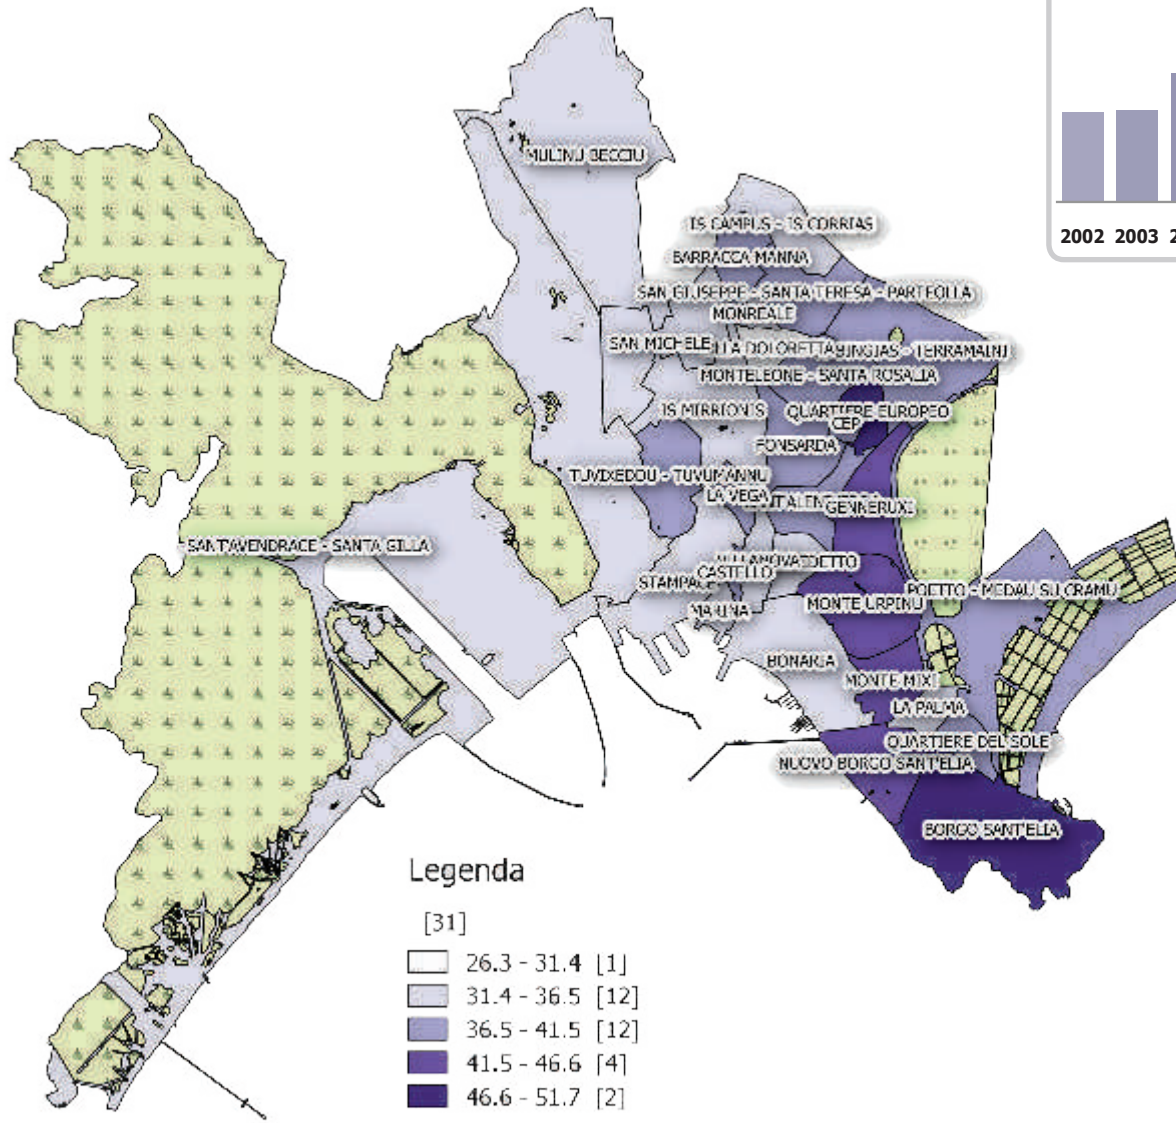 MULINU BECCIU
2002 2003
IS CAMPUS - IS CORRIAS
BARRACCA MANNA
SAN GIUSEPPE - SANTA TERESA - PARTEOLLA
MONREALE
SAN MICHELE
LLA DOLORETTA
BINGIAS - TERRAMAINI
MONTELEONE - SANTA ROSALIA
IS MIRRIONIS
QUARTIERE EUROPEO
CEP
FONSARDA
TUVIXEDDU - TUVUMANNU
LA VEGA
GENNERUXI
SANT'AVENDRACE - SANTA GILLA
CASTELLO
STAMPACE
MARINA
MONTE URPINU
POETTO - MEDAU SU CRAMU
BONARIA
MONTE MIXI
LA PALMA
QUARTIERE DEL SOLE
NUOVO BORGO SANT'ELIA
BORGO SANT'ELIA
Legenda
[31]
26.3 - 31.4 [1]
31.4 - 36.5 [12]
36.5 - 41.5 [12]
41.5 - 46.6 [4]
46.6 - 51.7 [2]